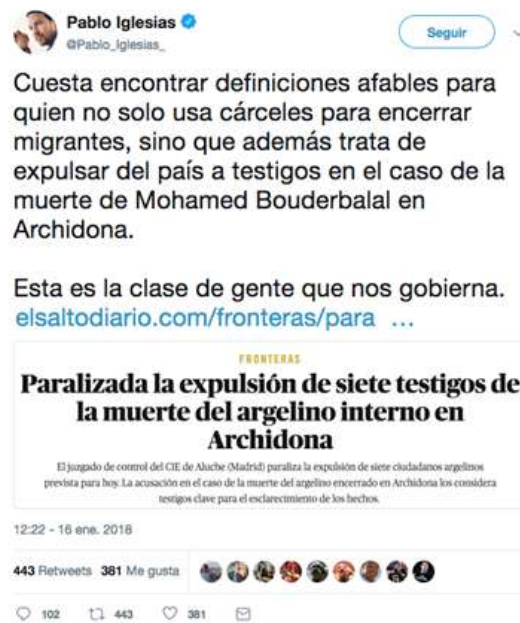 Pablo Iglesias
@Pablo_Iglesias_
Seguir
Cuesta encontrar definiciones afables para
quien no solo usa cárceles para encerrar
migrantes, sino que además trata de
expulsar del país a testigos en el caso de la
muerte de Mohamed Bouderbalal en
Archidona.
Esta es la clase de gente que nos gobierna.
elsaltodiario.com/fronteras/para ...
FRONTERAS
Paralizada la expulsión de siete testigos de
la muerte del argelino interno en
Archidona
El juzgado de control del CIE de Aluche (Madrid) paraliza la expulsión de siete ciudadanos argelinos
prevista para hoy. La acusación en el caso de la muerte del argelino encerrado en Archidona los considera
testigos clave para el esclarecimiento de los hechos.
12:22 - 16 ene. 2018
443 Retweets 381 Me gusta
102 443 381